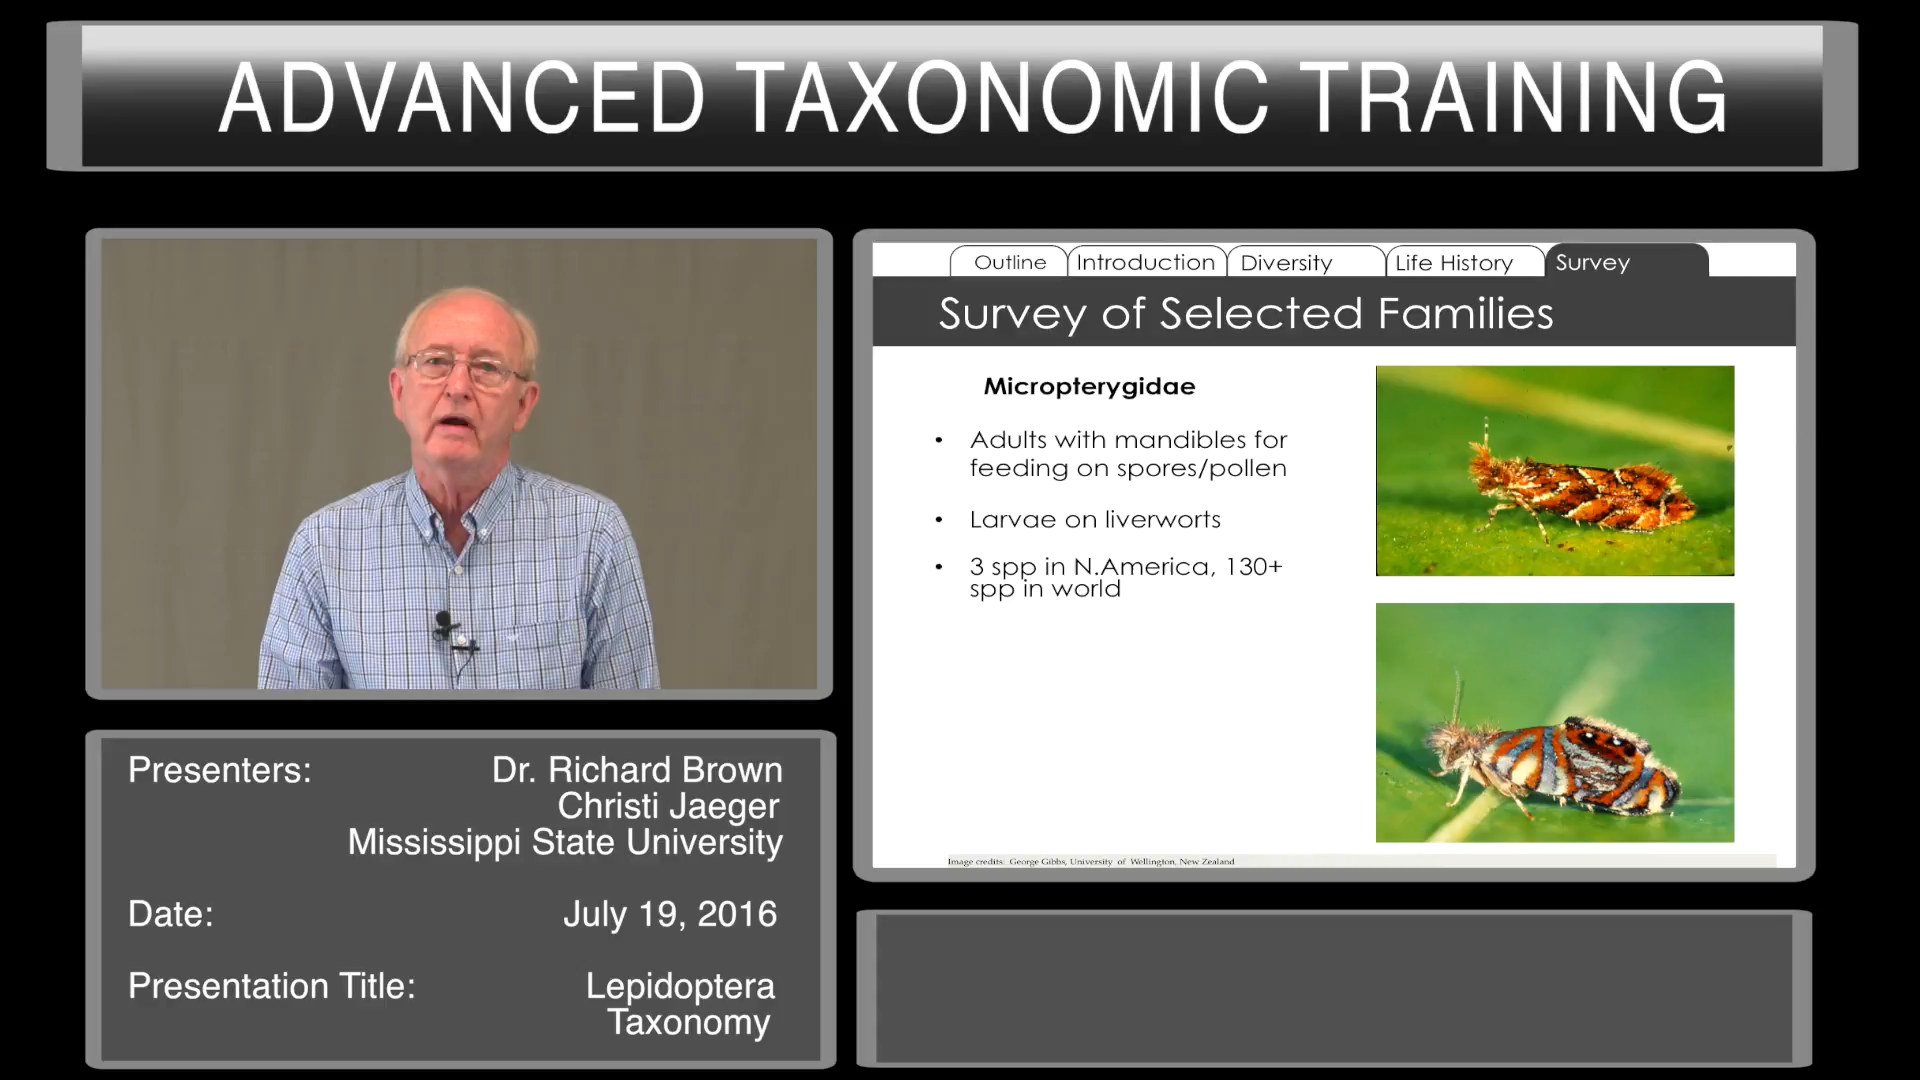 ADVANCED TAXONOMIC TRAINING
Presenters: Dr. Richard Brown
Christi Jaeger
Mississippi State University
Date: July 19, 2016
Presentation Title: Lepidoptera
Taxonomy
Outline Introduction Diversity Life History Survey
Survey of Selected Families
Micropterygidae
• Adults with mandibles for
feeding on spores/pollen
• Larvae on liverworts
• 3 spp in N.America, 130+
spp in world
Image credits: George Gibbs, University of Wellington, New Zealand